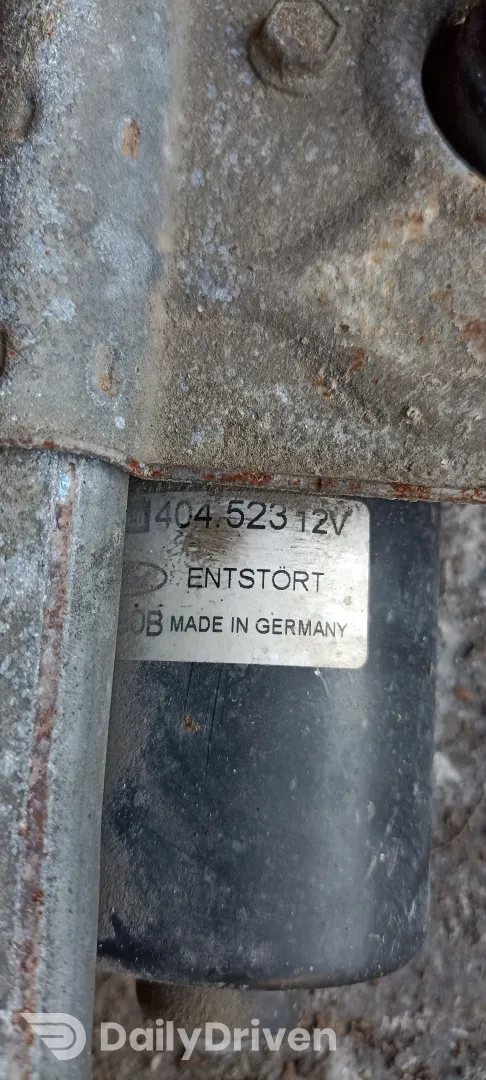 404.523 12V
ENTSTÖRT
MADE IN GERMANY
DailyDriven